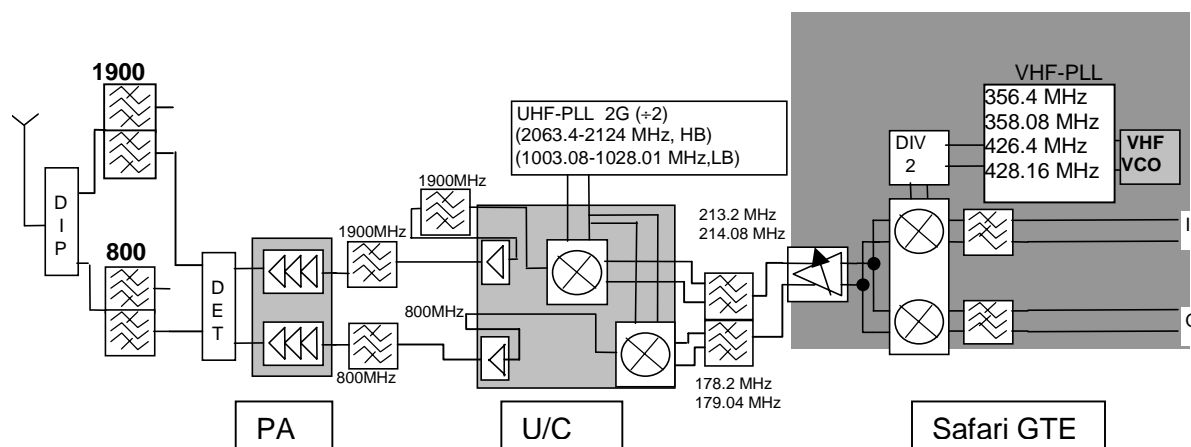 1900
DIP
800
DET
1900MHz
800MHz
PA
UHF-PLL 2G (÷2)
(2063.4-2124 MHz, HB)
(1003.08-1028.01 MHz,LB)
1900MHz
800MHz
U/C
213.2 MHz
214.08 MHz
178.2 MHz
179.04 MHz
VHF-PLL
356.4 MHz
358.08 MHz
426.4 MHz
428.16 MHz
VHF
VCO
DIV
2
I
Safari GTE